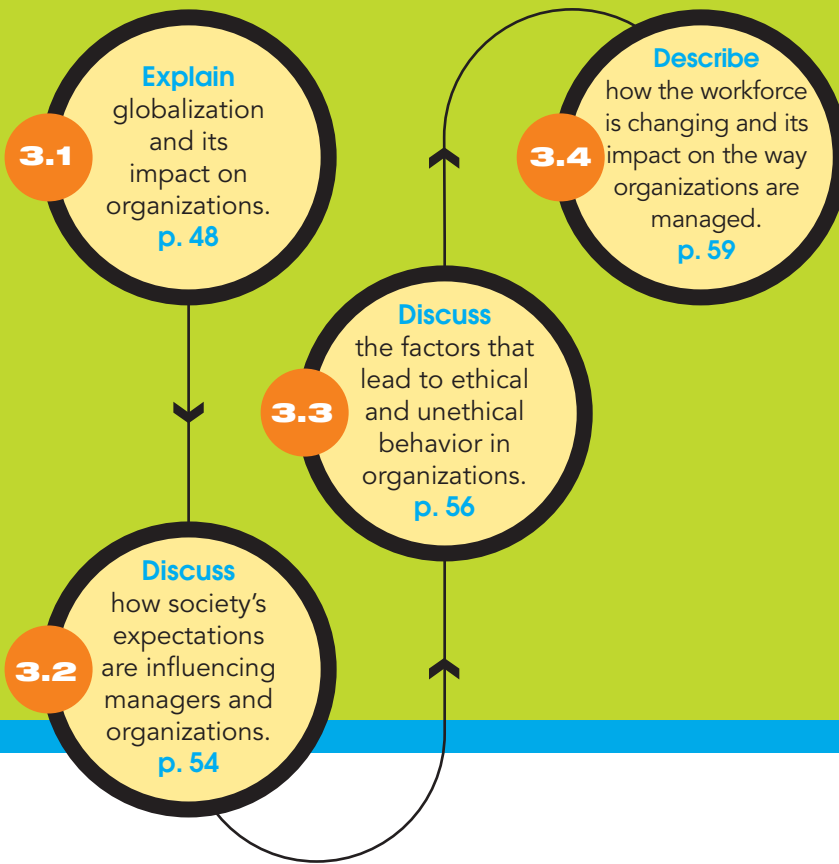 3.1
Explain
globalization
and its
impact on
organizations.
p. 48
3.2
Discuss
how society’s
expectations
are influencing
managers and
organizations.
p. 54
3.3
Discuss
the factors that
lead to ethical
and unethical
behavior in
organizations.
p. 56
3.4
Describe
how the workforce
is changing and its
impact on the way
organizations are
managed.
p. 59